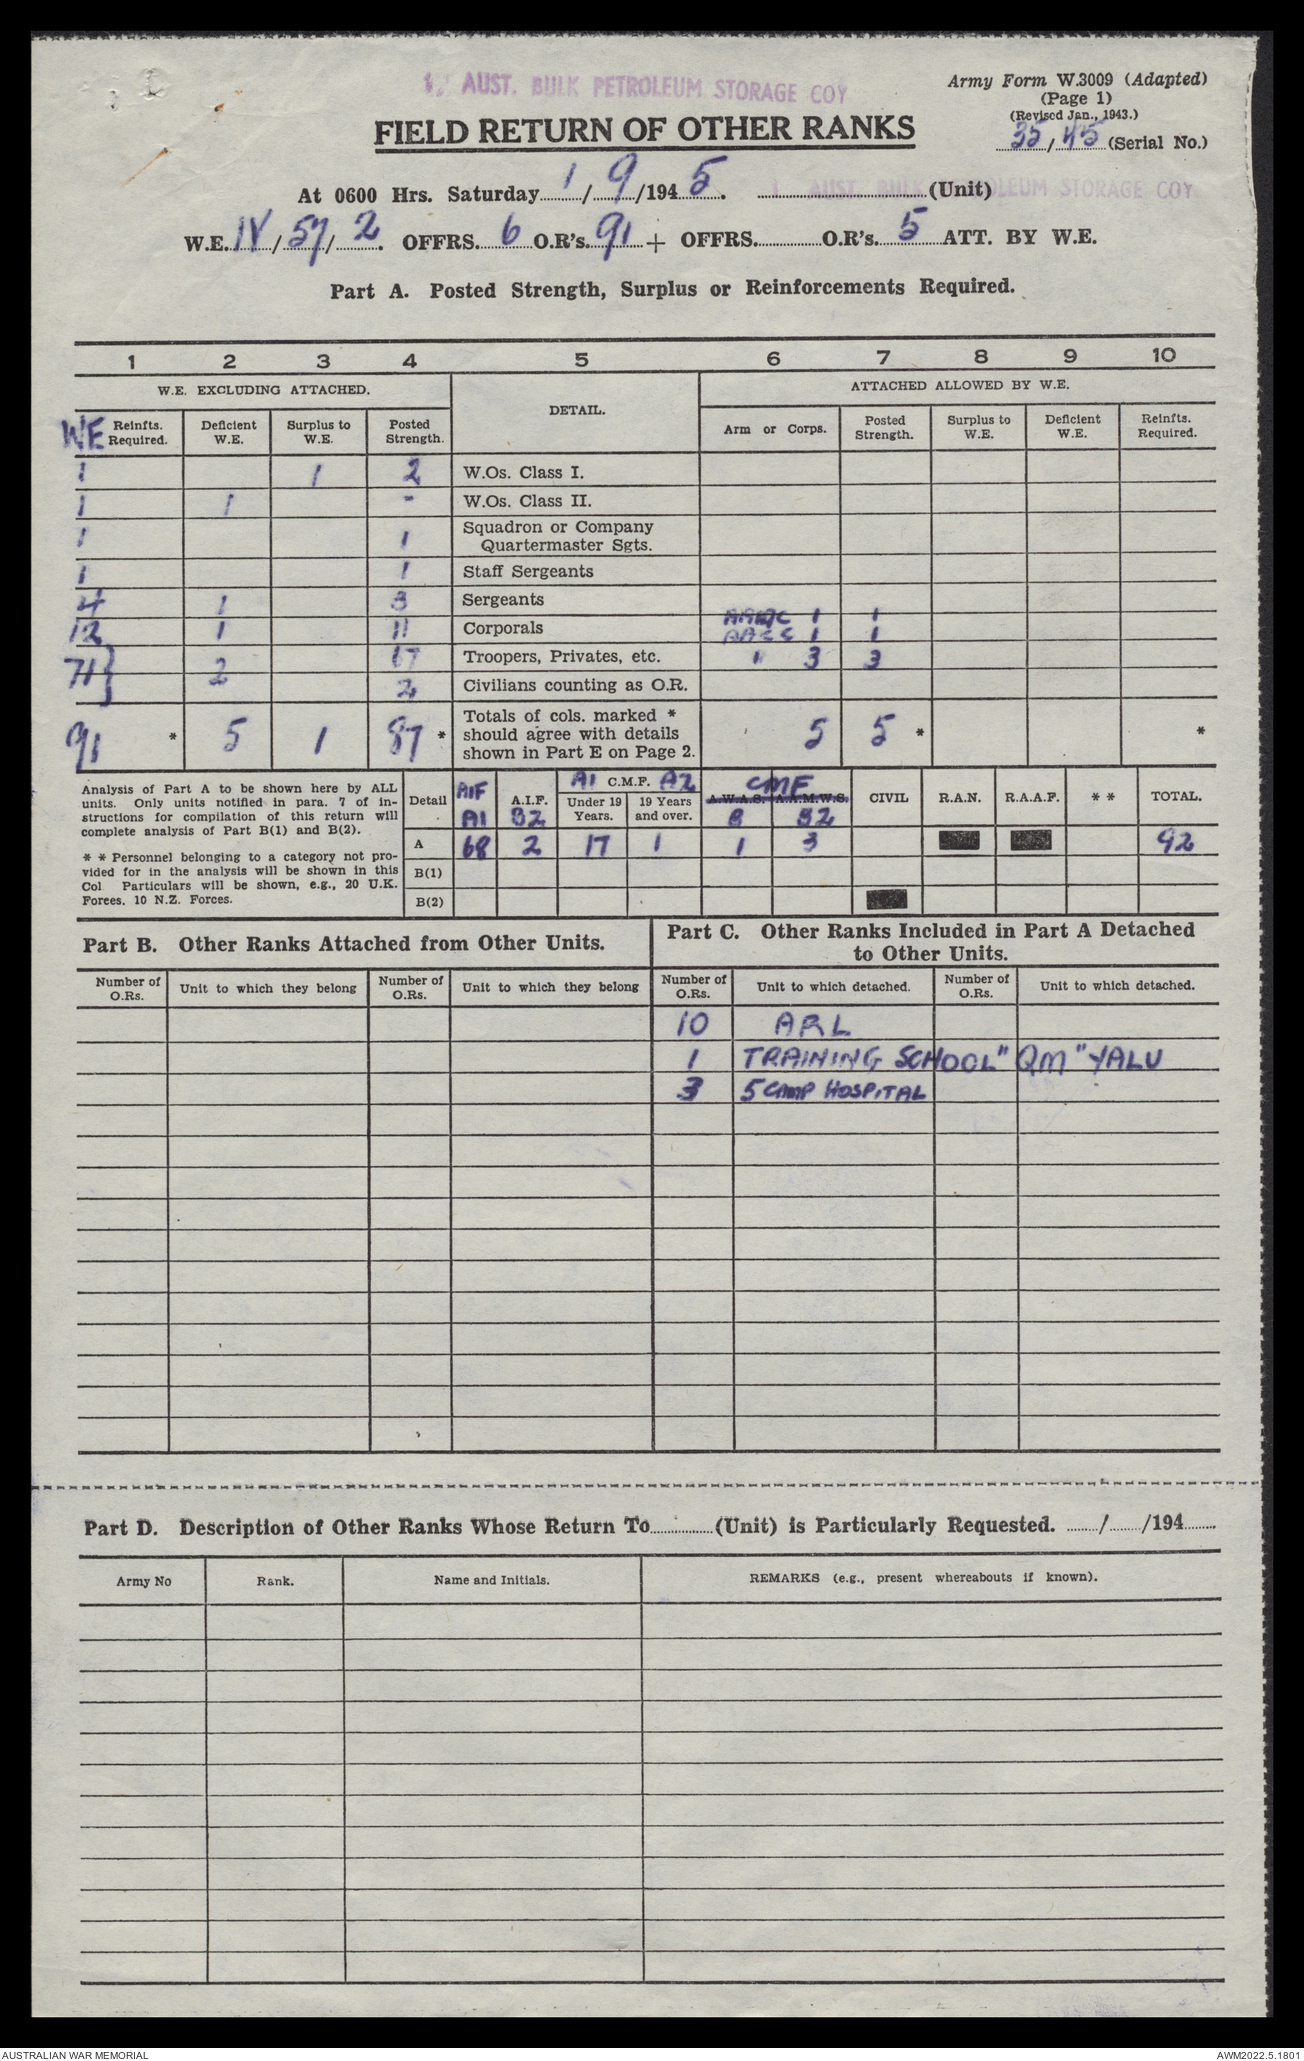 1 AUST. BULK PETROLEUM STORAGE COY
Army Form W.3009 (Adapted)
(Page 1)
(Revised Jan., 1943.)
35/45 (Serial No.)
FIELD RETURN OF OTHER RANKS
At 0600 Hrs. Saturday 1/9/1945. 1 AUST. BULK PETROLEUM STORAGE COY (Unit)
W.E. IV/57/2. OFFRS. 6 O.R's. 91 + OFFRS. O.R's. 5 ATT. BY W.E.
Part A. Posted Strength, Surplus or Reinforcements Required.
1 2 3 4 5 6 7 8 9 10
W.E. EXCLUDING ATTACHED. DETAIL. ATTACHED ALLOWED BY W.E.
WE Reinfts. Required. Deficient W.E. Surplus to W.E. Posted Strength. Arm or Corps. Posted Strength. Surplus to W.E. Deficient W.E. Reinfts. Required.
1 1 2 W.Os. Class I.
1 1 - W.Os. Class II.
1 1 Squadron or Company Quartermaster Sgts.
1 1 Staff Sergeants
4 1 3 Sergeants
12 1 11 Corporals AAMC 1 1
AACC 1 1
71} 2 67 Troopers, Privates, etc. " 3 3
2 Civilians counting as O.R.
91 * 5 1 87 * Totals of cols. marked * should agree with details shown in Part E on Page 2. 5 5 * *
Analysis of Part A to be shown here by ALL
units. Only units notified in para. 7 of in-
structions for compilation of this return will
complete analysis of Part B(1) and B(2).
* * Personnel belonging to a category not pro-
vided for in the analysis will be shown in this
Col. Particulars will be shown, e.g., 20 U.K.
Forces, 10 N.Z. Forces.
Detail AIF A1 A.I.F. B2 A1 C.M.F. A2 Under 19 Years. 19 Years and over. CMF A.W.A.S. A.A.M.W.S. B B2 CIVIL R.A.N. R.A.A.F. * * TOTAL.
A 68 2 17 1 1 3 92
B(1)
B(2)
Part B. Other Ranks Attached from Other Units.
Part C. Other Ranks Included in Part A Detached
to Other Units.
Number of O.Rs. Unit to which they belong Number of O.Rs. Unit to which they belong Number of O.Rs. Unit to which detached. Number of O.Rs. Unit to which detached.
10 ARL
1 TRAINING SCHOOL "QM" YALU
3 5 CAMP HOSPITAL
Part D. Description of Other Ranks Whose Return To (Unit) is Particularly Requested. / /194
Army No Rank. Name and Initials. REMARKS (e.g., present whereabouts if known).
AUSTRALIAN WAR MEMORIAL
AWM2022.5.1801